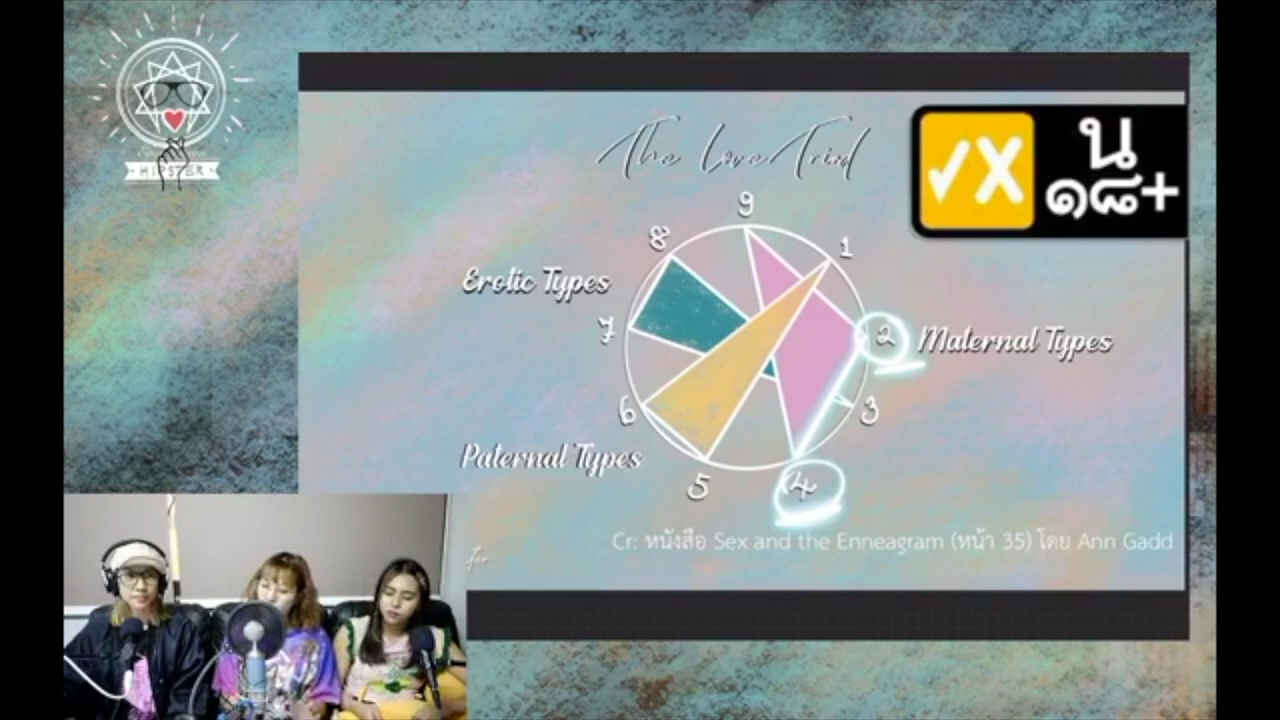 HIPSTER
The Love Triad
น
๑๘+
9
8
1
Erotic Types
7
2
Maternal Types
6
3
Paternal Types
5
4
Cr: หนังสือ Sex and the Enneagram (หน้า 35) โดย Ann Gadd